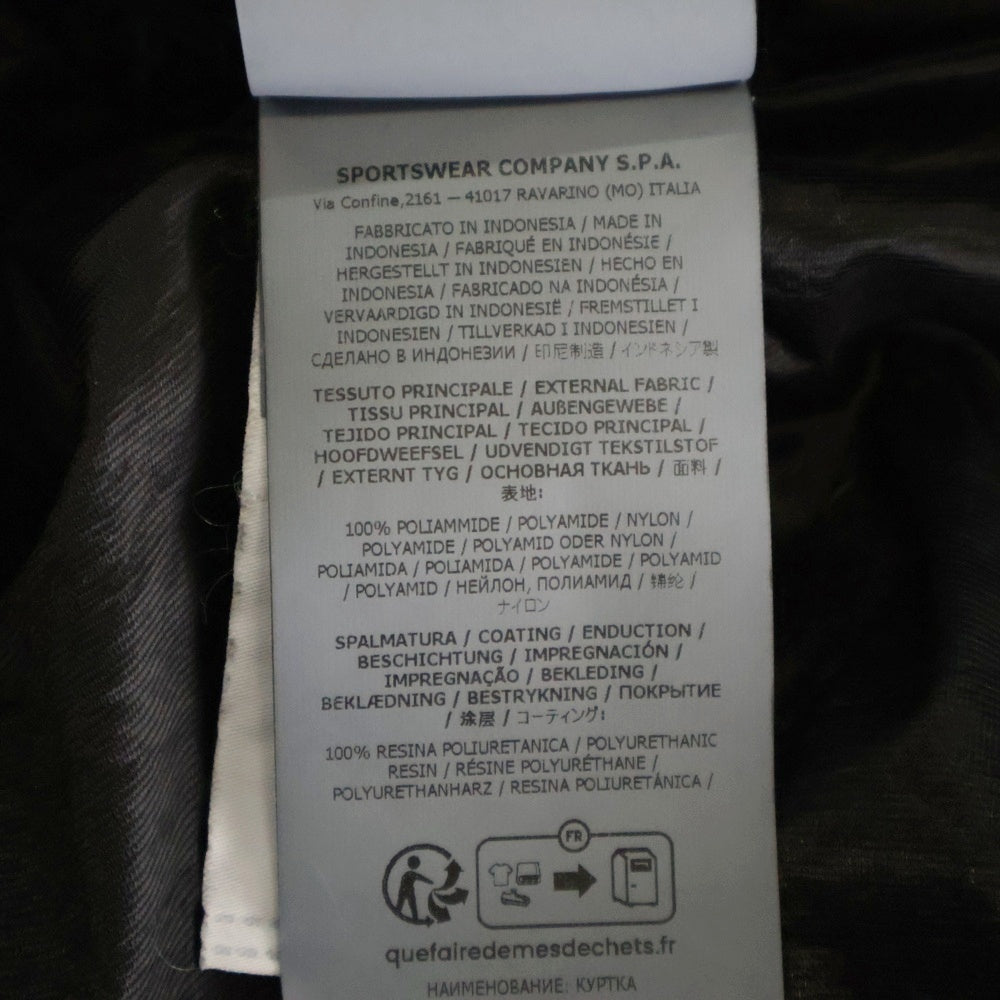 SPORTSWEAR COMPANY S.P.A.
Via Confine,2161 — 41017 RAVARINO (MO) ITALIA
FABBRICATO IN INDONESIA / MADE IN
INDONESIA / FABRIQUÉ EN INDONÉSIE /
HERGESTELLT IN INDONESIEN / HECHO EN
INDONESIA / FABRICADO NA INDONÉSIA /
VERVAARDIGD IN INDONESIË / FREMSTILLET I
INDONESIEN / TILLVERKAD I INDONESIEN /
СДЕЛАНО В ИНДОНЕЗИИ / 印尼制造 / インドネシア製
TESSUTO PRINCIPALE / EXTERNAL FABRIC /
TISSU PRINCIPAL / AUßENGEWEBE /
TEJIDO PRINCIPAL / TECIDO PRINCIPAL /
HOOFDWEEFSEL / UDVENDIGT TEKSTILSTOF
/ EXTERNT TYG / ОСНОВНАЯ ТКАНЬ / 面料 /
表地:
100% POLIAMMIDE / POLYAMIDE / NYLON /
POLYAMIDE / POLYAMID ODER NYLON /
POLIAMIDA / POLIAMIDA / POLYAMIDE / POLYAMID
/ POLYAMID / НЕЙЛОН, ПОЛИАМИД / 锦纶 /
ナイロン
SPALMATURA / COATING / ENDUCTION /
BESCHICHTUNG / IMPREGNACIÓN /
IMPREGNAÇÃO / BEKLEDING /
BEKLÆDNING / BESTRYKNING / ПОКРЫТИЕ
/ 涂层 / コーティング:
100% RESINA POLIURETANICA / POLYURETHANIC
RESIN / RÉSINE POLYURÉTHANE /
POLYURETHANHARZ / RESINA POLIURETÁNICA /
FR
quefairedemesdechets.fr
НАИМЕНОВАНИЕ: КУРТКА